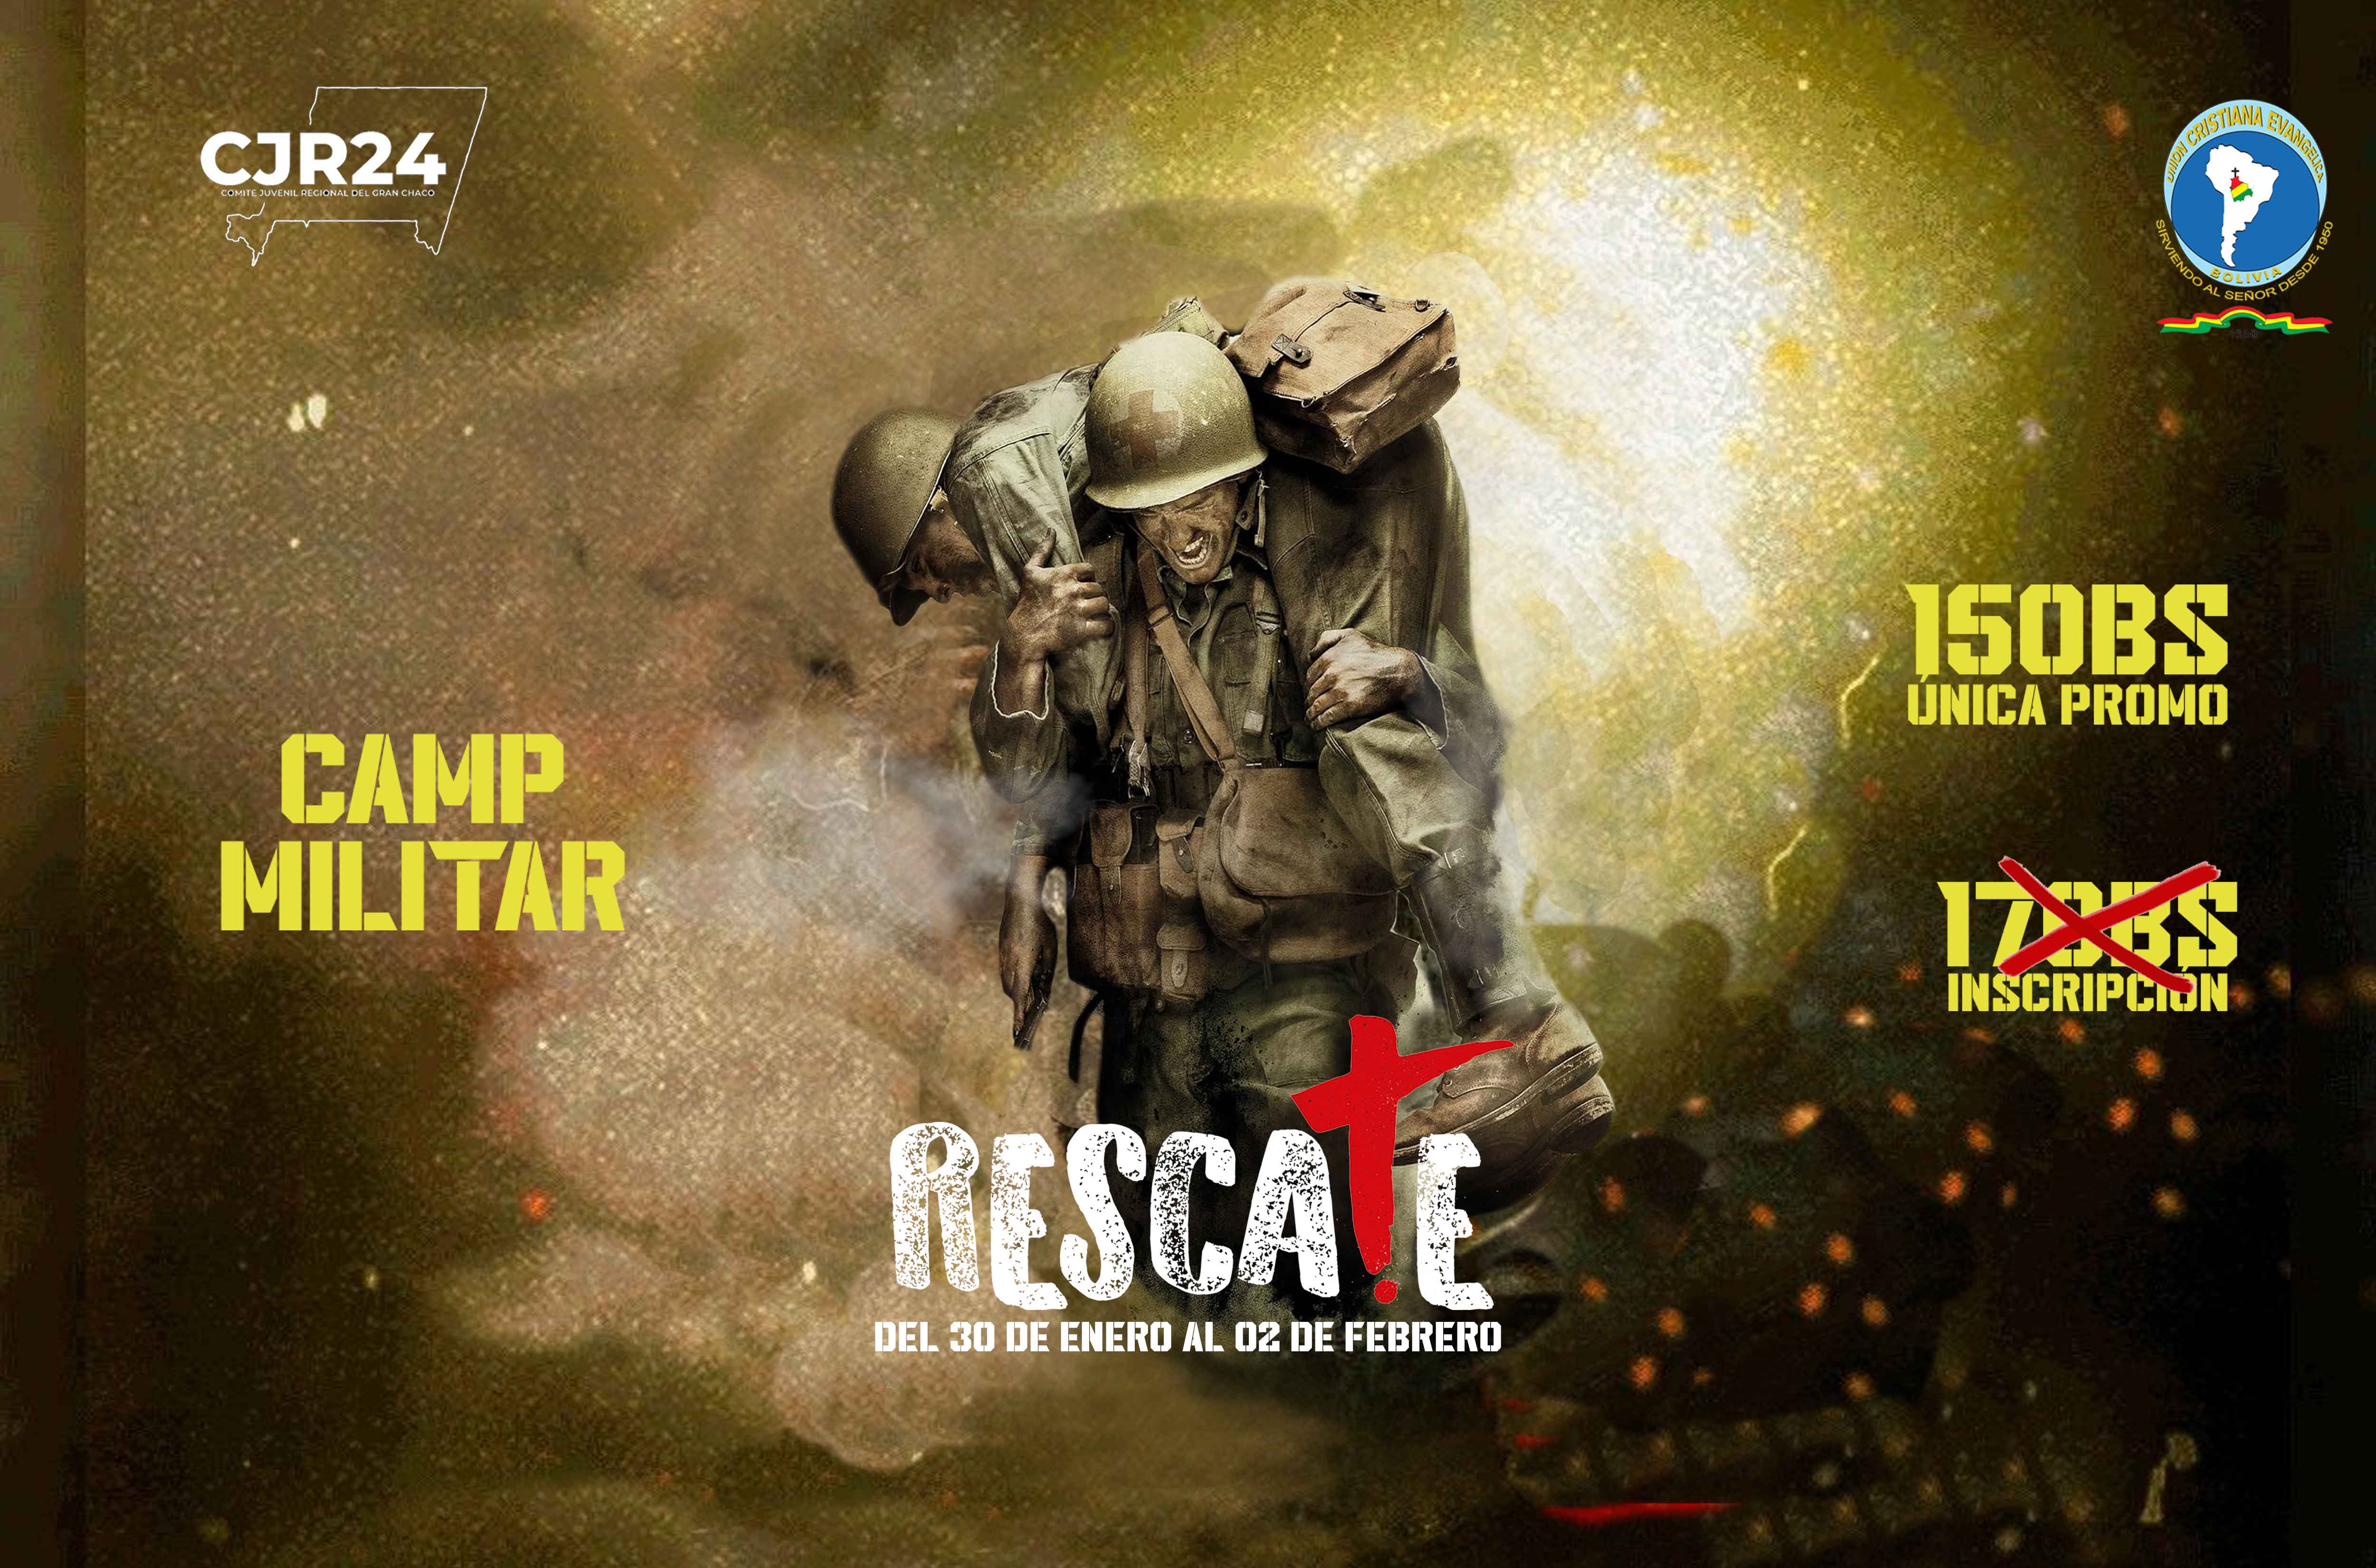 CJR24
COMITE JUVENIL REGIONAL DEL GRAN CHACO
UNION CRISTIANA EVANGELICA
BOLIVIA
SIRVIENDO AL SEÑOR DESDE 1950
CAMP
MILITAR
150BS
ÚNICA PROMO
170BS
INSCRIPCIÓN
RESCATE
DEL 30 DE ENERO AL 02 DE FEBRERO